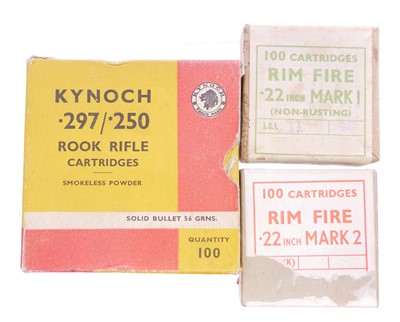 KYNOCH
·297/·250
ROOK RIFLE
CARTRIDGES
SMOKELESS POWDER
SOLID BULLET 56 GRNS.
QUANTITY
100
KYNOCH
100 CARTRIDGES
RIM FIRE
·22 INCH MARK I
(NON-RUSTING)
100 CARTRIDGES
RIM FIRE
·22 INCH MARK 2
(K)